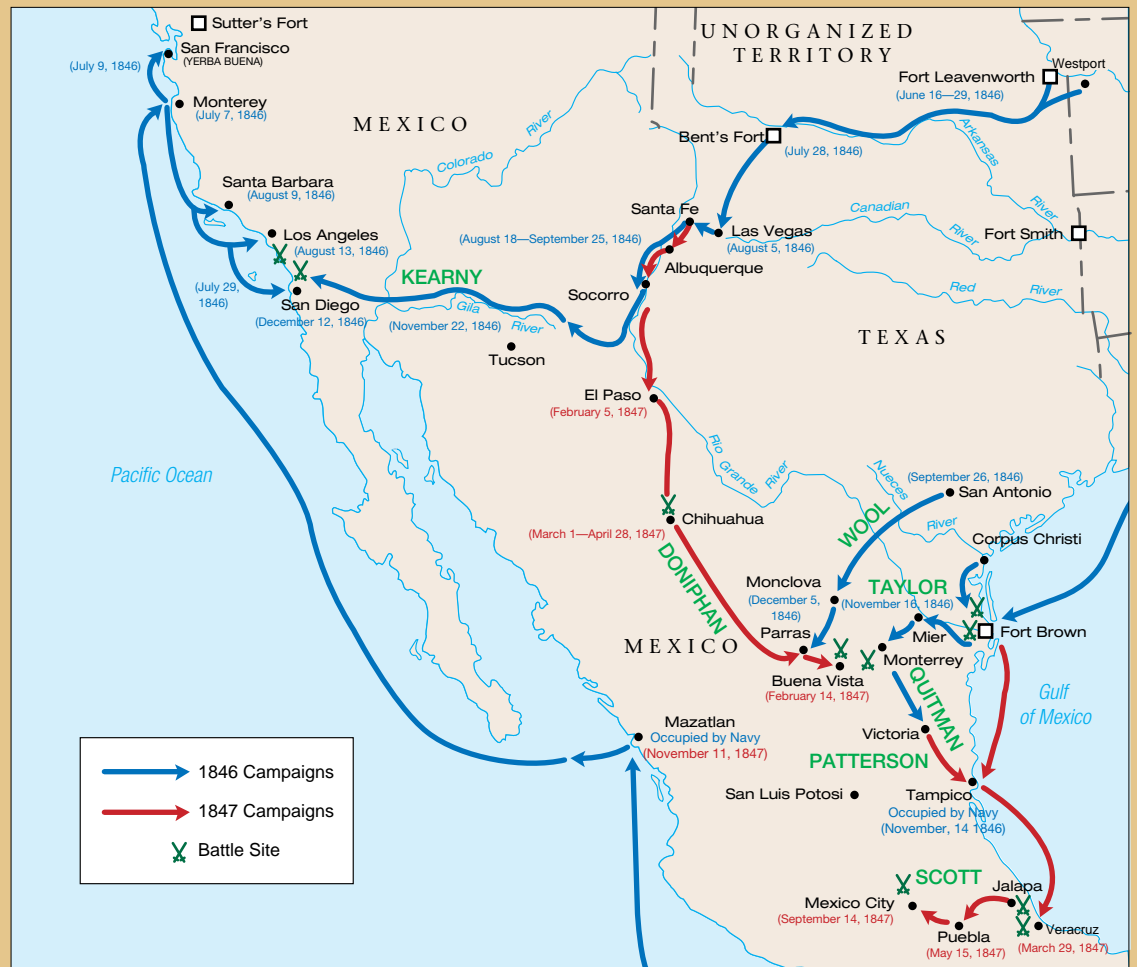 Sutter's Fort
San Francisco
(YERBA BUENA)
(July 9, 1846)
Monterey
(July 7, 1846)
MEXICO
UNORGANIZED
TERRITORY
Westport
Fort Leavenworth
(June 16—29, 1846)
Bent's Fort
(July 28, 1846)
Colorado
River
Arkansas
River
Santa Barbara
(August 9, 1846)
Santa Fe
Canadian
River
Fort Smith
Los Angeles
(August 13, 1846)
(August 18—September 25, 1846)
Las Vegas
(August 5, 1846)
Albuquerque
KEARNY
Socorro
Red
River
(July 29,
1846)
San Diego
(December 12, 1846)
Gila
River
(November 22, 1846)
Tucson
TEXAS
El Paso
(February 5, 1847)
Rio
Grande
River
Pacific Ocean
Nueces
River
(September 26, 1846)
San Antonio
WOOL
Chihuahua
(March 1—April 28, 1847)
DONIPHAN
Corpus Christi
Monclova
(December 5,
1846)
TAYLOR
(November 16, 1846)
Parras
Mier
Fort Brown
MEXICO
Monterrey
Buena Vista
(February 14, 1847)
QUITMAN
Gulf
of Mexico
Mazatlan
Occupied by Navy
(November 11, 1847)
Victoria
PATTERSON
San Luis Potosi
Tampico
Occupied by Navy
(November, 14 1846)
1846 Campaigns
1847 Campaigns
Battle Site
SCOTT
Jalapa
Mexico City
(September 14, 1847)
Puebla
(May 15, 1847)
Veracruz
(March 29, 1847)